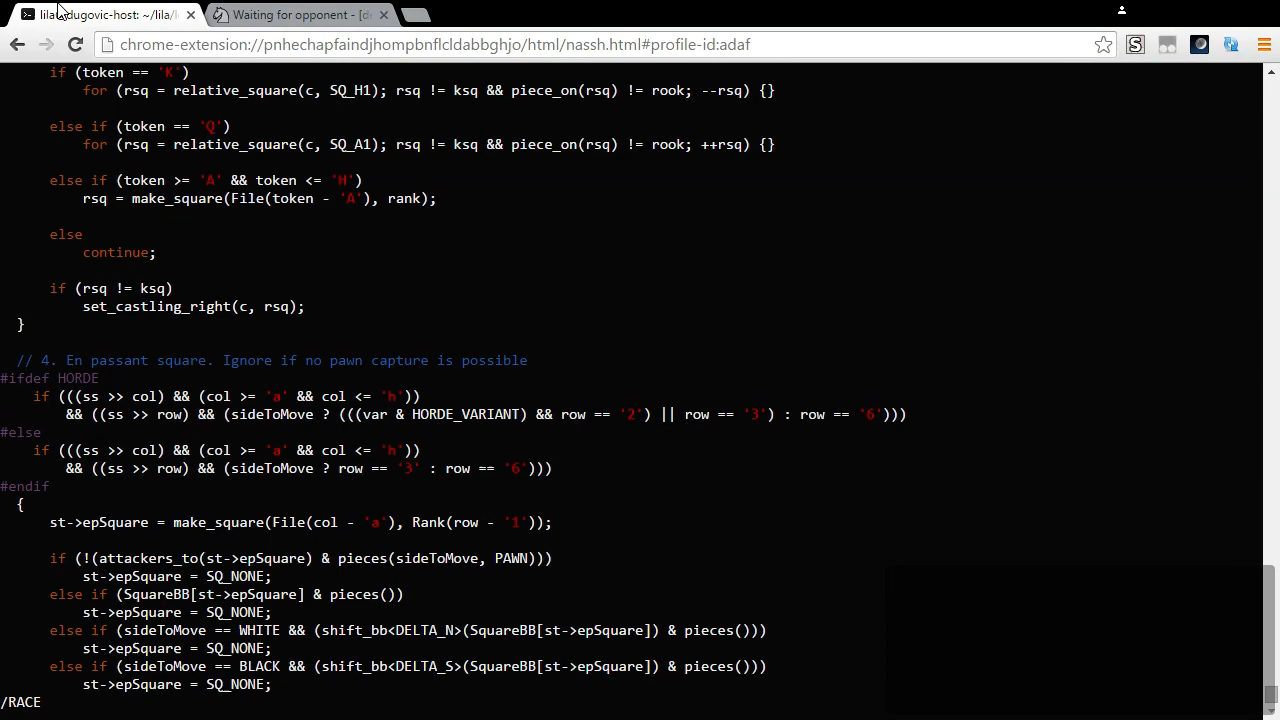 lila@dugovic-host: ~/lila/l
Waiting for opponent - [d
chrome-extension://pnhechapfaindjhompbnflcldabbghjo/html/nassh.html#profile-id:adaf
if (token == 'K')
for (rsq = relative_square(c, SQ_H1); rsq != ksq && piece_on(rsq) != rook; --rsq) {}
else if (token == 'Q')
for (rsq = relative_square(c, SQ_A1); rsq != ksq && piece_on(rsq) != rook; ++rsq) {}
else if (token >= 'A' && token <= 'H')
rsq = make_square(File(token - 'A'), rank);
else
continue;
if (rsq != ksq)
set_castling_right(c, rsq);
}
// 4. En passant square. Ignore if no pawn capture is possible
#ifdef HORDE
if (((ss >> col) && (col >= 'a' && col <= 'h'))
&& ((ss >> row) && (sideToMove ? (((var & HORDE_VARIANT) && row == '2') || row == '3') : row == '6')))
#else
if (((ss >> col) && (col >= 'a' && col <= 'h'))
&& ((ss >> row) && (sideToMove ? row == '3' : row == '6')))
#endif
{
st->epSquare = make_square(File(col - 'a'), Rank(row - '1'));
if (!(attackers_to(st->epSquare) & pieces(sideToMove, PAWN)))
st->epSquare = SQ_NONE;
else if (SquareBB[st->epSquare] & pieces())
st->epSquare = SQ_NONE;
else if (sideToMove == WHITE && (shift_bb<DELTA_N>(SquareBB[st->epSquare]) & pieces()))
st->epSquare = SQ_NONE;
else if (sideToMove == BLACK && (shift_bb<DELTA_S>(SquareBB[st->epSquare]) & pieces()))
st->epSquare = SQ_NONE;
/RACE